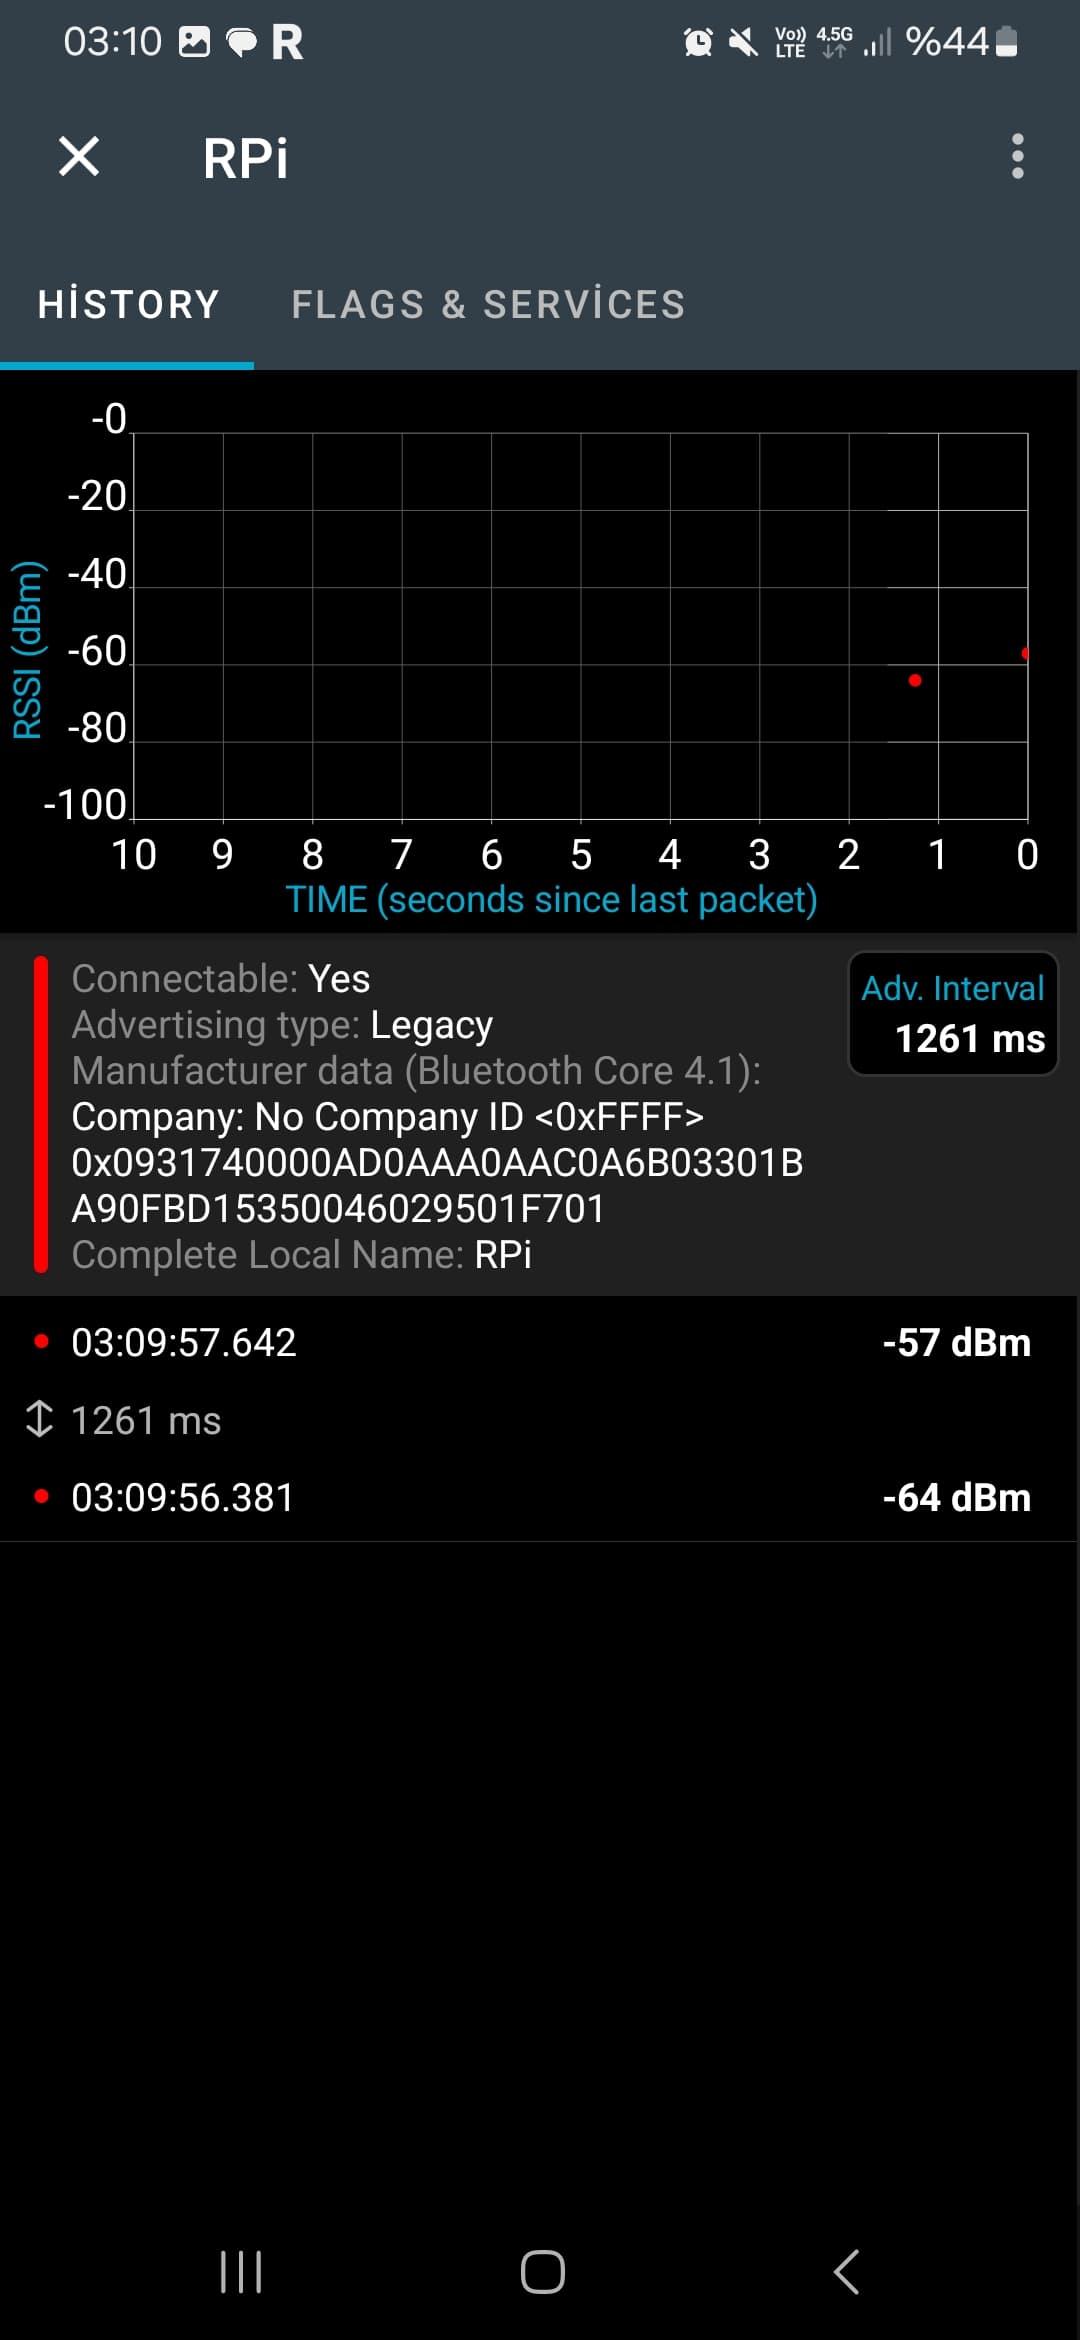 03:10 R Vo)) LTE 4.5G %44
RPi
HİSTORY FLAGS & SERVİCES
-0
-20
-40
-60
-80
-100
RSSI (dBm)
10 9 8 7 6 5 4 3 2 1 0
TIME (seconds since last packet)
Connectable: Yes
Adv. Interval
1261 ms
Advertising type: Legacy
Manufacturer data (Bluetooth Core 4.1):
Company: No Company ID <0xFFFF>
0x0931740000AD0AAA0AAC0A6B03301B
A90FBD15350046029501F701
Complete Local Name: RPi
03:09:57.642 -57 dBm
1261 ms
03:09:56.381 -64 dBm